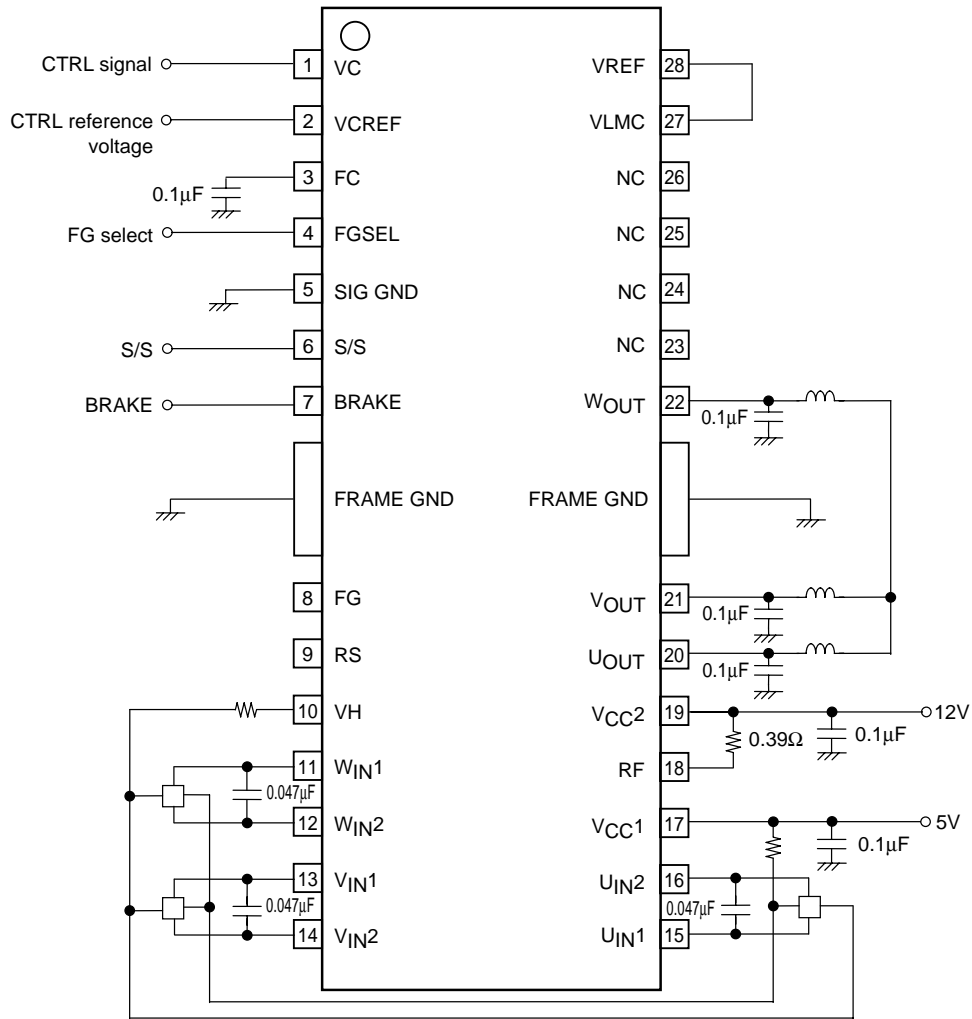 CTRL signal
1
VC
VREF
28
CTRL reference
voltage
2
VCREF
VLMC
27
0.1µF
3
FC
NC
26
FG select
4
FGSEL
NC
25
5
SIG GND
NC
24
S/S
6
S/S
NC
23
BRAKE
7
BRAKE
WOUT
22
0.1µF
FRAME GND
FRAME GND
8
FG
VOUT
21
0.1µF
9
RS
UOUT
20
0.1µF
10
VH
VCC2
19
12V
0.39Ω
0.1µF
11
WIN1
RF
18
0.047µF
12
WIN2
VCC1
17
5V
0.1µF
13
VIN1
UIN2
16
0.047µF
0.047µF
14
VIN2
UIN1
15